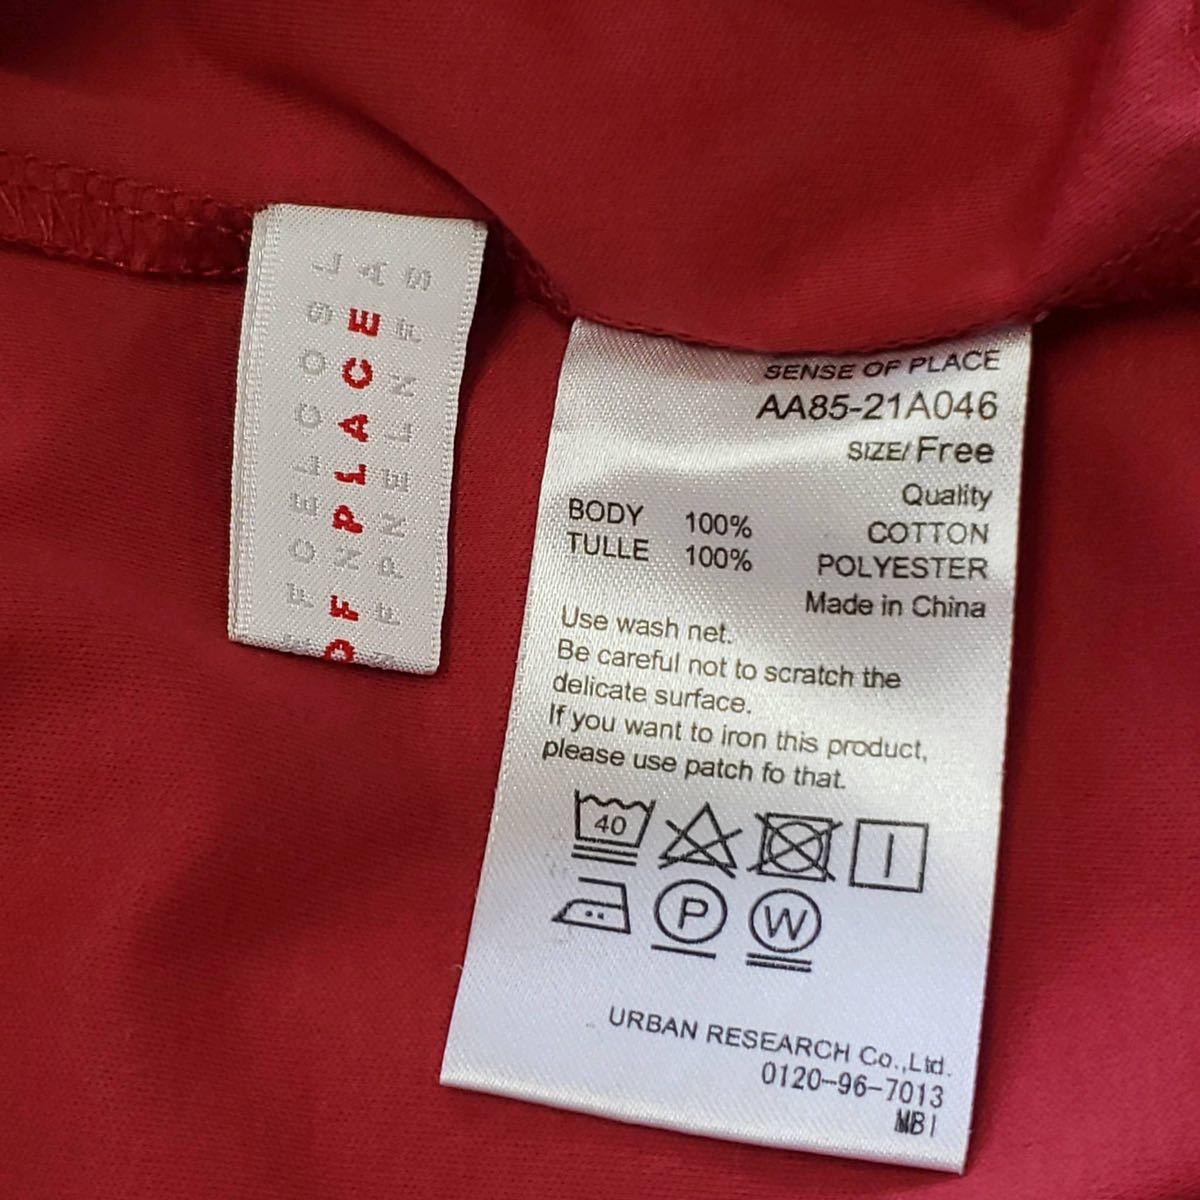 OF PLACE
SENSE OF PLACE
AA85-21A046
SIZE/Free
Quality
BODY 100% COTTON
TULLE 100% POLYESTER
Made in China
Use wash net.
Be careful not to scratch the
delicate surface.
If you want to iron this product,
please use patch fo that.
40
P W
URBAN RESEARCH Co.,Ltd.
0120-96-7013
MBI